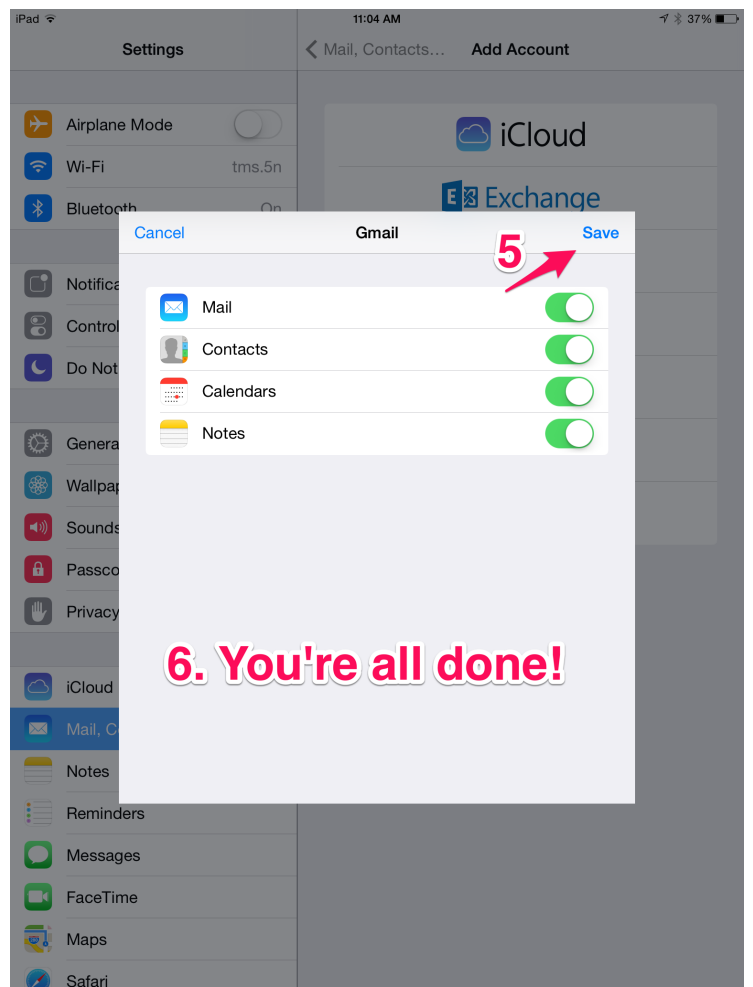 iPad 11:04 AM 37%
Settings
Mail, Contacts… Add Account
Airplane Mode
Wi-Fi tms.5n
Bluetooth On
iCloud
Exchange
Cancel Gmail Save
5
Mail
Contacts
Calendars
Notes
6. You're all done!
Notifica
Control
Do Not
Genera
Wallpap
Sounds
Passco
Privacy
iCloud
Mail, C
Notes
Reminders
Messages
FaceTime
Maps
Safari